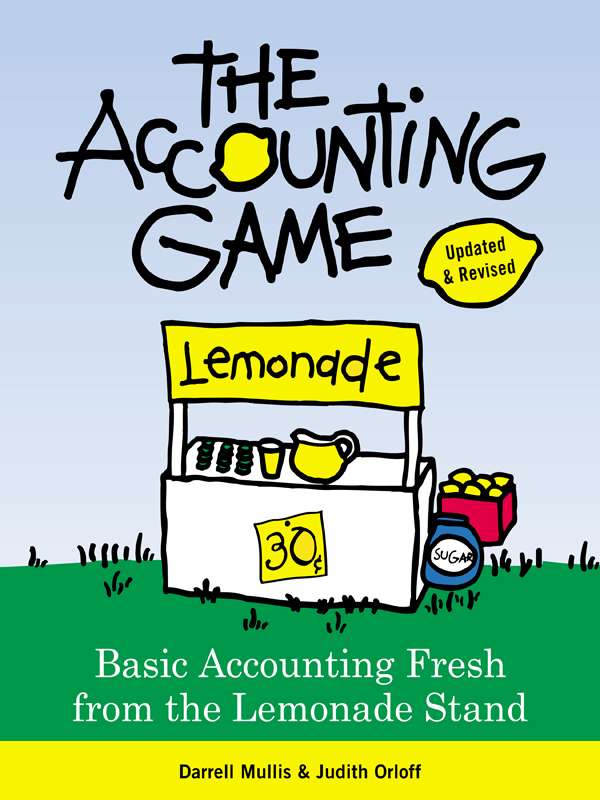 THE
ACCOUNTING
GAME
Updated
& Revised
Lemonade
30¢
SUGAR
Basic Accounting Fresh
from the Lemonade Stand
Darrell Mullis & Judith Orloff